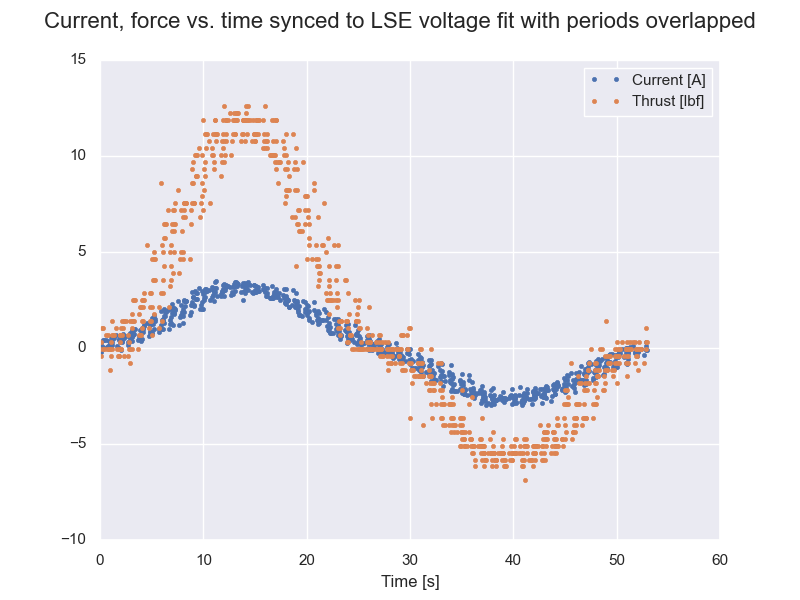 Current, force vs. time synced to LSE voltage fit with periods overlapped
15
Current [A]
Thrust [lbf]
10
5
0
−5
−10
0 10 20 30 40 50 60
Time [s]